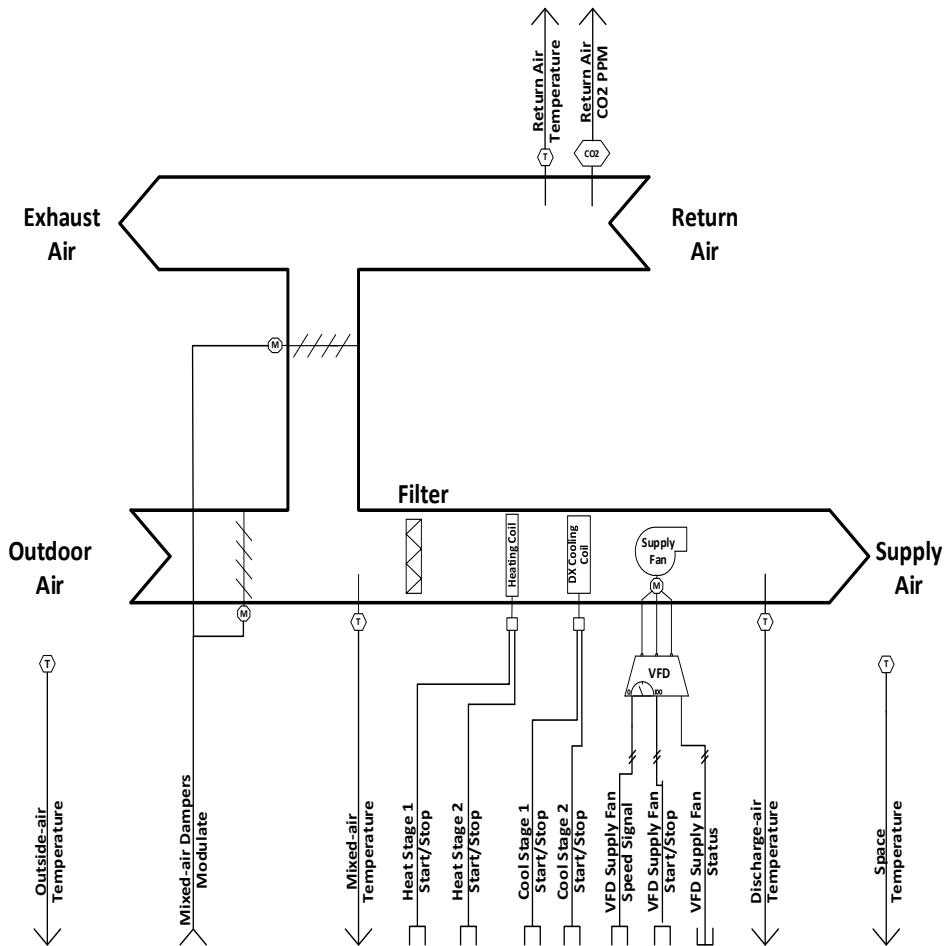 Return Air
Temperature
Return Air
CO2 PPM
T
CO2
Exhaust
Air
Return
Air
M
Filter
Outdoor
Air
Heating Coil
DX Cooling
Coil
Supply
Fan
Supply
Air
M
M
T
T
VFD
0
100
T
T
Outside-air
Temperature
Mixed-air Dampers
Modulate
Mixed-air
Temperature
Heat Stage 1
Start/Stop
Heat Stage 2
Start/Stop
Cool Stage 1
Start/Stop
Cool Stage 2
Start/Stop
VFD Supply Fan
Speed Signal
VFD Supply Fan
Start/Stop
VFD Supply Fan
Status
Discharge-air
Temperature
Space
Temperature